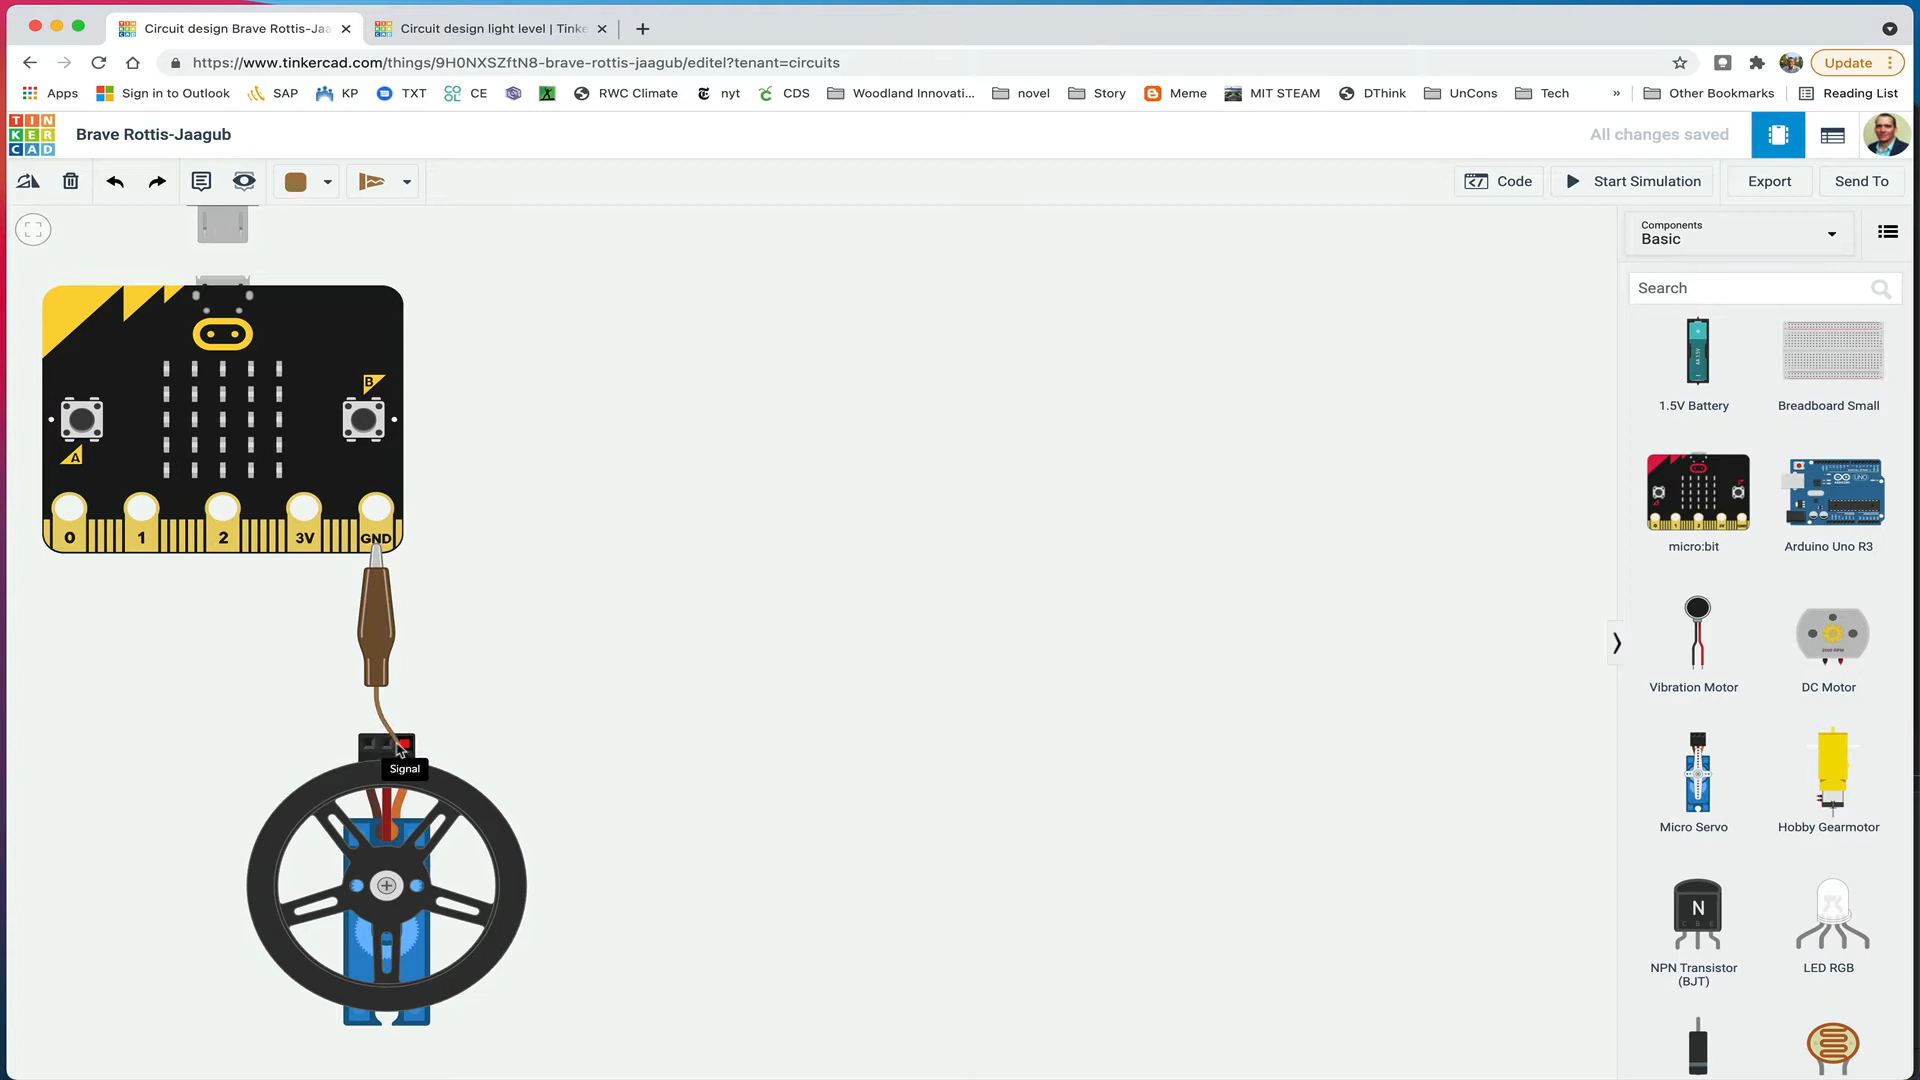 Circuit design Brave Rottis-Jaa
Circuit design light level | Tinke
https://www.tinkercad.com/things/9H0NXSZftN8-brave-rottis-jaagub/editel?tenant=circuits
Update
Apps
Sign in to Outlook
SAP
KP
TXT
CE
RWC Climate
nyt
CDS
Woodland Innovati...
novel
Story
Meme
MIT STEAM
DThink
UnCons
Tech
»
Other Bookmarks
Reading List
TIN
KER
CAD
Brave Rottis-Jaagub
All changes saved
Code
Start Simulation
Export
Send To
Components
Basic
Search
1.5V Battery
Breadboard Small
micro:bit
Arduino Uno R3
Vibration Motor
DC Motor
Micro Servo
Hobby Gearmotor
N
NPN Transistor
(BJT)
LED RGB
B
A
0
1
2
3V
GND
Signal